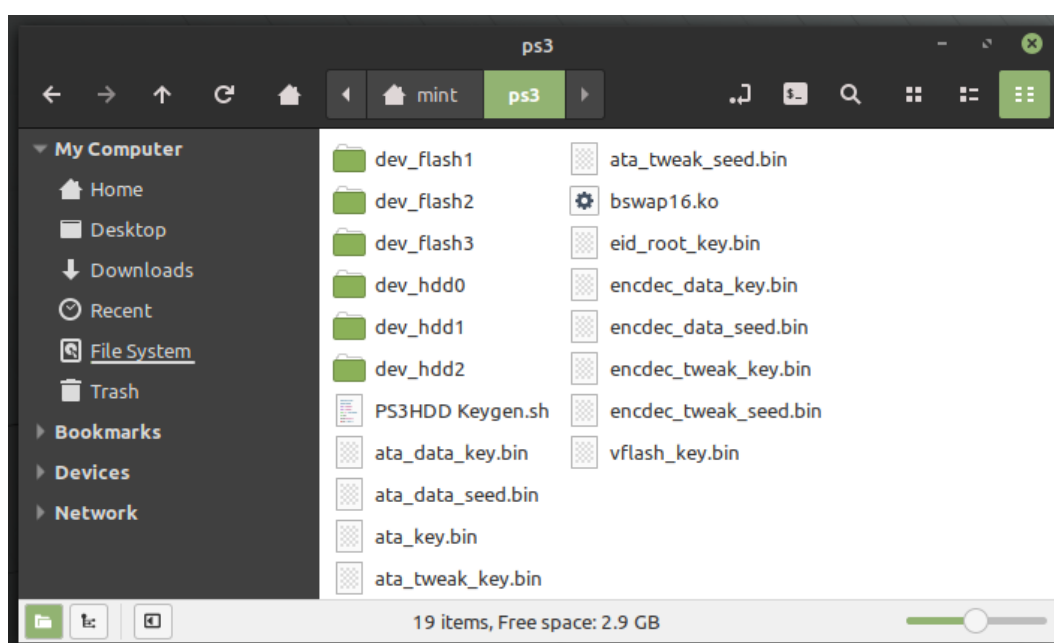 ps3
mint
ps3
$_
My Computer
Home
Desktop
Downloads
Recent
File System
Trash
Bookmarks
Devices
Network
dev_flash1
dev_flash2
dev_flash3
dev_hdd0
dev_hdd1
dev_hdd2
PS3HDD Keygen.sh
ata_data_key.bin
ata_data_seed.bin
ata_key.bin
ata_tweak_key.bin
ata_tweak_seed.bin
bswap16.ko
eid_root_key.bin
encdec_data_key.bin
encdec_data_seed.bin
encdec_tweak_key.bin
encdec_tweak_seed.bin
vflash_key.bin
19 items, Free space: 2.9 GB